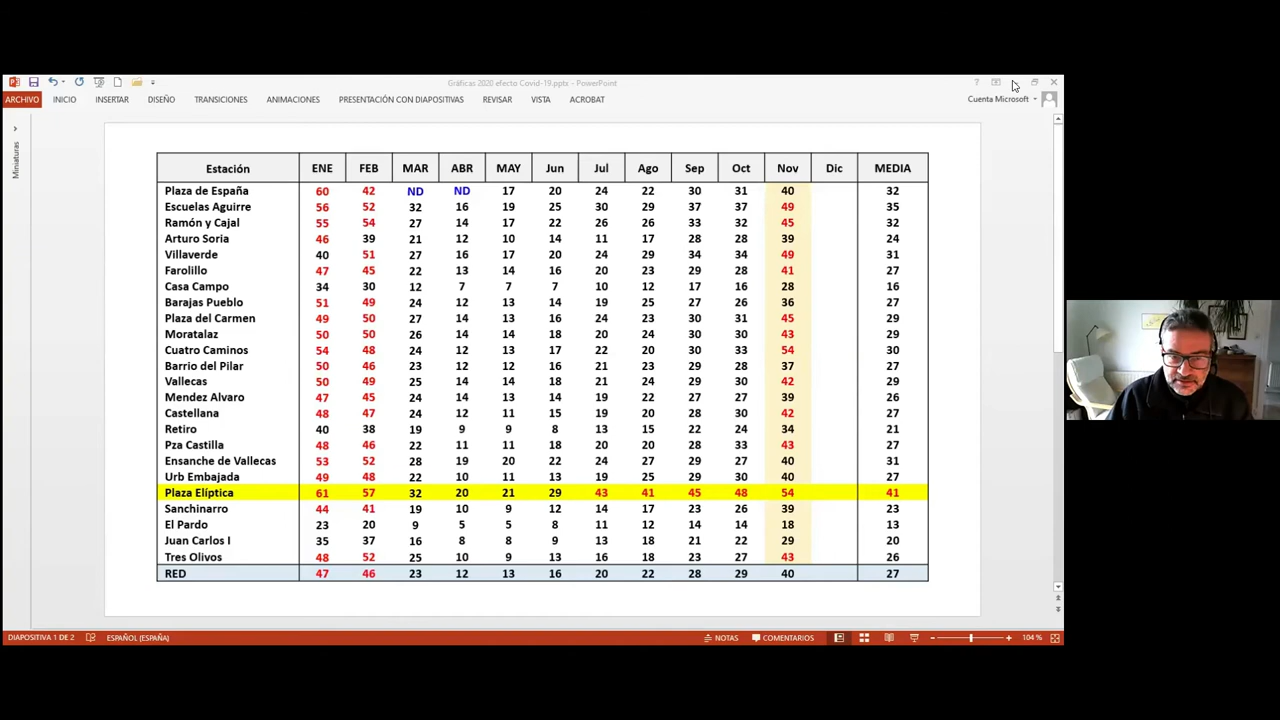 Gráficas 2020 efecto Covid-19.pptx - PowerPoint
ARCHIVO INICIO INSERTAR DISEÑO TRANSICIONES ANIMACIONES PRESENTACIÓN CON DIAPOSITIVAS REVISAR VISTA ACROBAT Cuenta Microsoft
Miniaturas
Estación ENE FEB MAR ABR MAY Jun Jul Ago Sep Oct Nov Dic MEDIA
Plaza de España 60 42 ND ND 17 20 24 22 30 31 40 32
Escuelas Aguirre 56 52 32 16 19 25 30 29 37 37 49 35
Ramón y Cajal 55 54 27 14 17 22 26 26 33 32 45 32
Arturo Soria 46 39 21 12 10 14 11 17 28 28 39 24
Villaverde 40 51 27 16 17 20 24 29 34 34 49 31
Farolillo 47 45 22 13 14 16 20 23 29 28 41 27
Casa Campo 34 30 12 7 7 7 10 12 17 16 28 16
Barajas Pueblo 51 49 24 12 13 14 19 25 27 26 36 27
Plaza del Carmen 49 50 27 14 13 16 24 23 30 31 45 29
Moratalaz 50 50 26 14 14 18 20 24 30 30 43 29
Cuatro Caminos 54 48 24 12 13 17 22 20 30 33 54 30
Barrio del Pilar 50 46 23 12 12 16 21 23 29 28 37 27
Vallecas 50 49 25 14 14 18 21 24 29 30 42 29
Mendez Alvaro 47 45 24 14 13 14 19 22 27 27 39 26
Castellana 48 47 24 12 11 15 19 20 28 30 42 27
Retiro 40 38 19 9 9 8 13 15 22 24 34 21
Pza Castilla 48 46 22 11 11 18 20 20 28 33 43 27
Ensanche de Vallecas 53 52 28 19 20 22 24 27 29 27 40 31
Urb Embajada 49 48 22 10 11 13 19 25 29 30 40 27
Plaza Elíptica 61 57 32 20 21 29 43 41 45 48 54 41
Sanchinarro 44 41 19 10 9 12 14 17 23 26 39 23
El Pardo 23 20 9 5 5 8 11 12 14 14 18 13
Juan Carlos I 35 37 16 8 8 9 13 18 21 22 29 20
Tres Olivos 48 52 25 10 9 13 16 18 23 27 43 26
RED 47 46 23 12 13 16 20 22 28 29 40 27
DIAPOSITIVA 1 DE 2 ESPAÑOL (ESPAÑA) NOTAS COMENTARIOS 104 %